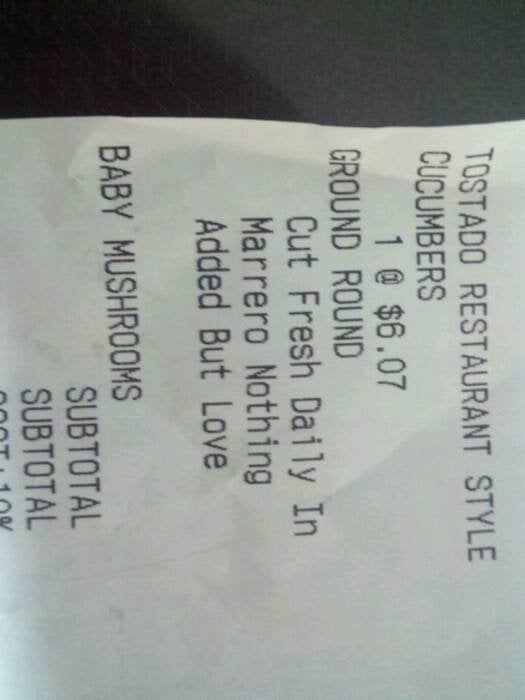 TOSTADO RESTAURANT STYLE
CUCUMBERS
1 @ $6.07
GROUND ROUND
Cut Fresh Daily In
Marrero Nothing
Added But Love
BABY MUSHROOMS
SUBTOTAL
SUBTOTAL